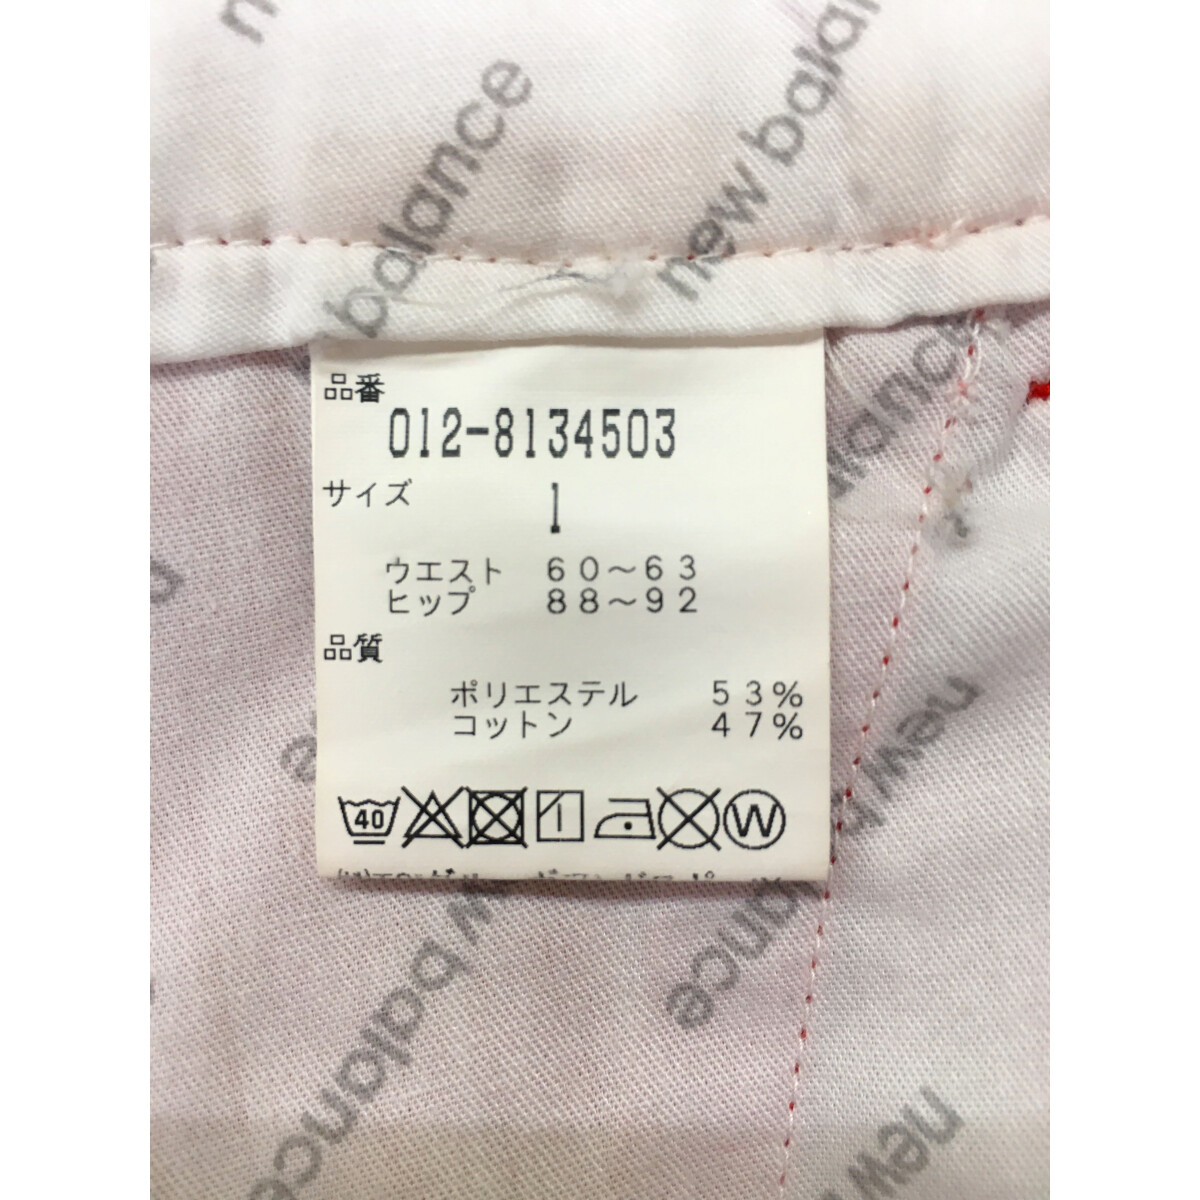 new balance
balance
品番
012-8134503
サイズ 1
ウエスト 60～63
ヒップ 88～92
品質
ポリエステル 53%
コットン 47%
40
W
balance
new bala
balance
w balance
new